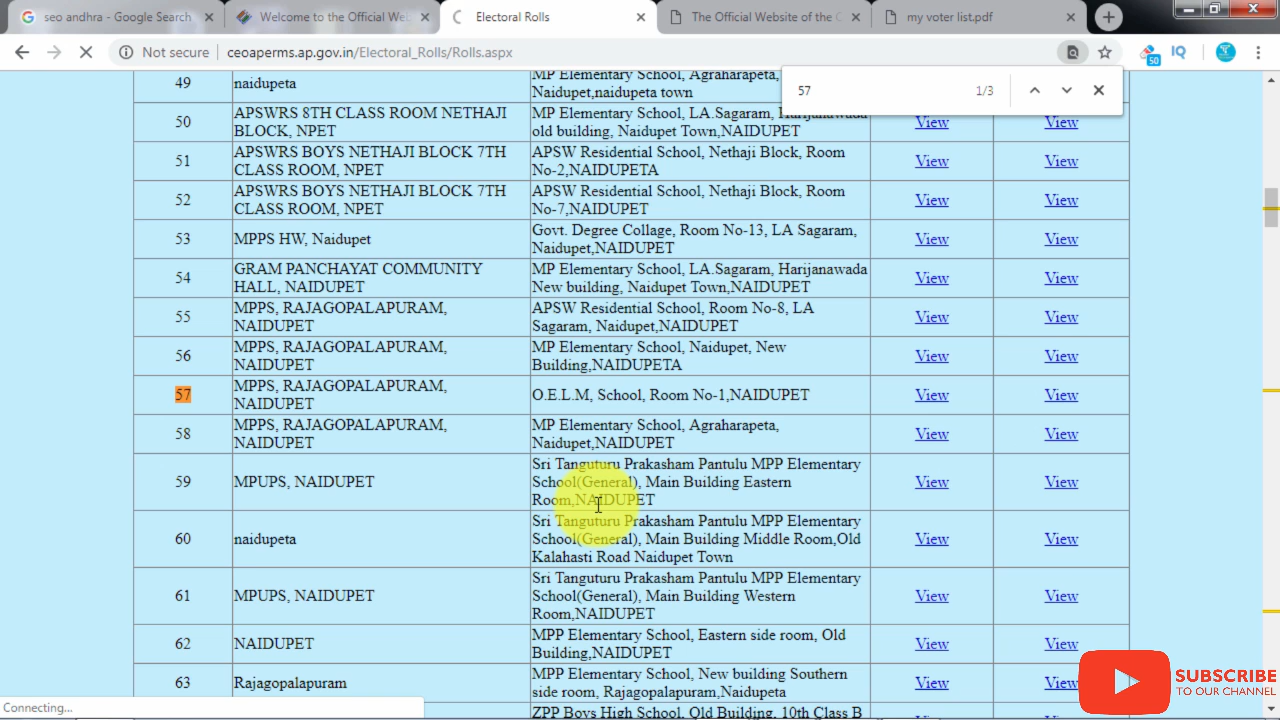 seo andhra - Google Search
Welcome to the Official Web
Electoral Rolls
The Official Website of the C
my voter list.pdf
Not secure
ceoaperms.ap.gov.in/Electoral_Rolls/Rolls.aspx
50
IQ
57
1/3
49
naidupeta
MP Elementary School, Agraharapeta,
Naidupet,naidupeta town
50
APSWRS 8TH CLASS ROOM NETHAJI
BLOCK, NPET
MP Elementary School, LA.Sagaram, Harijanawada
old building, Naidupet Town,NAIDUPET
View
View
51
APSWRS BOYS NETHAJI BLOCK 7TH
CLASS ROOM, NPET
APSW Residential School, Nethaji Block, Room
No-2,NAIDUPETA
View
View
52
APSWRS BOYS NETHAJI BLOCK 7TH
CLASS ROOM, NPET
APSW Residential School, Nethaji Block, Room
No-7,NAIDUPET
View
View
53
MPPS HW, Naidupet
Govt. Degree Collage, Room No-13, LA Sagaram,
Naidupet,NAIDUPET
View
View
54
GRAM PANCHAYAT COMMUNITY
HALL, NAIDUPET
MP Elementary School, LA.Sagaram, Harijanawada
New building, Naidupet Town,NAIDUPET
View
View
55
MPPS, RAJAGOPALAPURAM,
NAIDUPET
APSW Residential School, Room No-8, LA
Sagaram, Naidupet,NAIDUPET
View
View
56
MPPS, RAJAGOPALAPURAM,
NAIDUPET
MP Elementary School, Naidupet, New
Building,NAIDUPETA
View
View
57
MPPS, RAJAGOPALAPURAM,
NAIDUPET
O.E.L.M, School, Room No-1,NAIDUPET
View
View
58
MPPS, RAJAGOPALAPURAM,
NAIDUPET
MP Elementary School, Agraharapeta,
Naidupet,NAIDUPET
View
View
59
MPUPS, NAIDUPET
Sri Tanguturu Prakasham Pantulu MPP Elementary
School(General), Main Building Eastern
Room,NAIDUPET
View
View
60
naidupeta
Sri Tanguturu Prakasham Pantulu MPP Elementary
School(General), Main Building Middle Room,Old
Kalahasti Road Naidupet Town
View
View
61
MPUPS, NAIDUPET
Sri Tanguturu Prakasham Pantulu MPP Elementary
School(General), Main Building Western
Room,NAIDUPET
View
View
62
NAIDUPET
MPP Elementary School, Eastern side room, Old
Building,NAIDUPET
View
View
63
Rajagopalapuram
MPP Elementary School, New building Southern
side room, Rajagopalapuram,Naidupeta
View
View
ZPP Boys High School, Old Building, 10th Class B
Connecting...
SUBSCRIBE
TO OUR CHANNEL